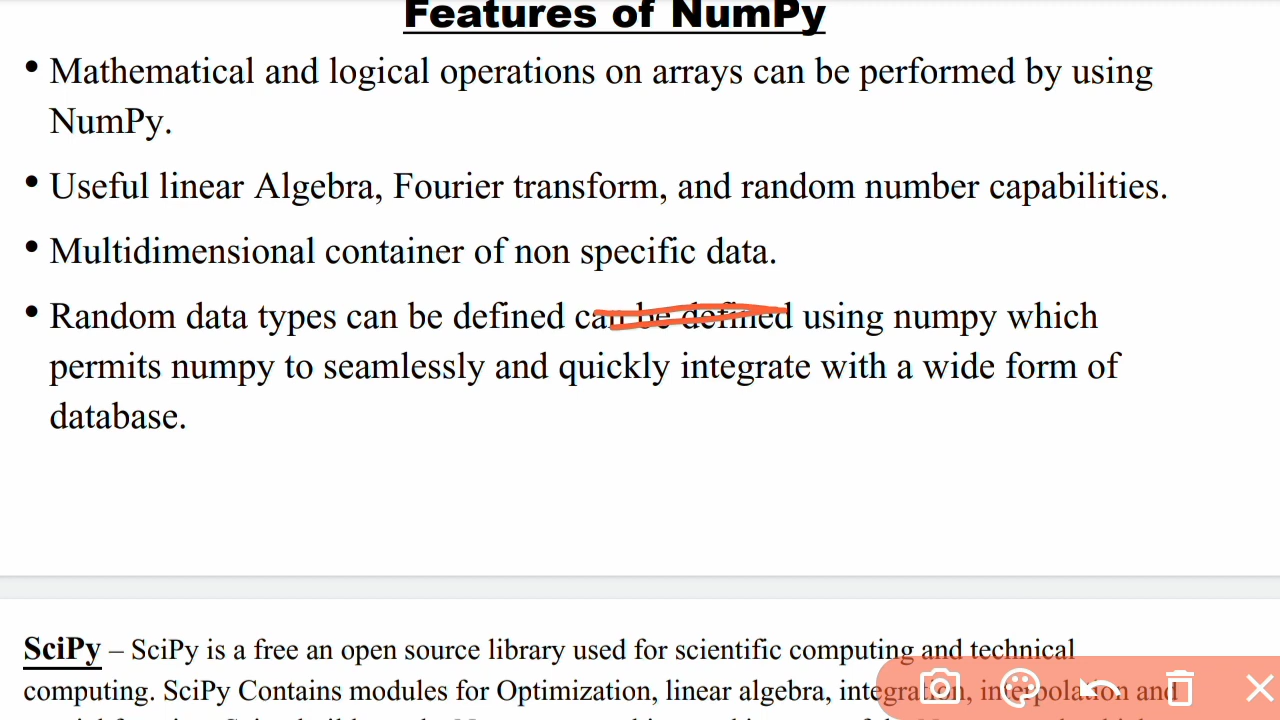 Features of NumPy
• Mathematical and logical operations on arrays can be performed by using
NumPy.
• Useful linear Algebra, Fourier transform, and random number capabilities.
• Multidimensional container of non specific data.
• Random data types can be defined can be defined using numpy which
permits numpy to seamlessly and quickly integrate with a wide form of
database.
SciPy – SciPy is a free an open source library used for scientific computing and technical
computing. SciPy Contains modules for Optimization, linear algebra, integration, interpolation and